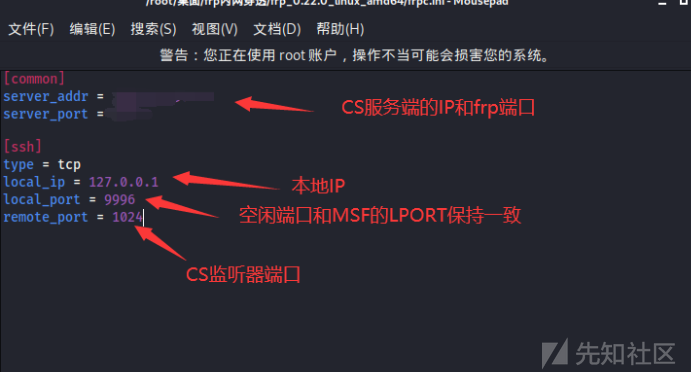 /root/桌面/frp内网穿透/frp_0.22.0_linux_amd64/frpc.ini - Mousepad
文件(F) 编辑(E) 搜索(S) 视图(V) 文档(D) 帮助(H)
警告：您正在使用 root 账户，操作不当可能会损害您的系统。
[common]
server_addr =
CS服务端的IP和frp端口
server_port =
[ssh]
type = tcp
local_ip = 127.0.0.1
本地IP
local_port = 9996
空闲端口和MSF的LPORT保持一致
remote_port = 1024
CS监听器端口
先知社区